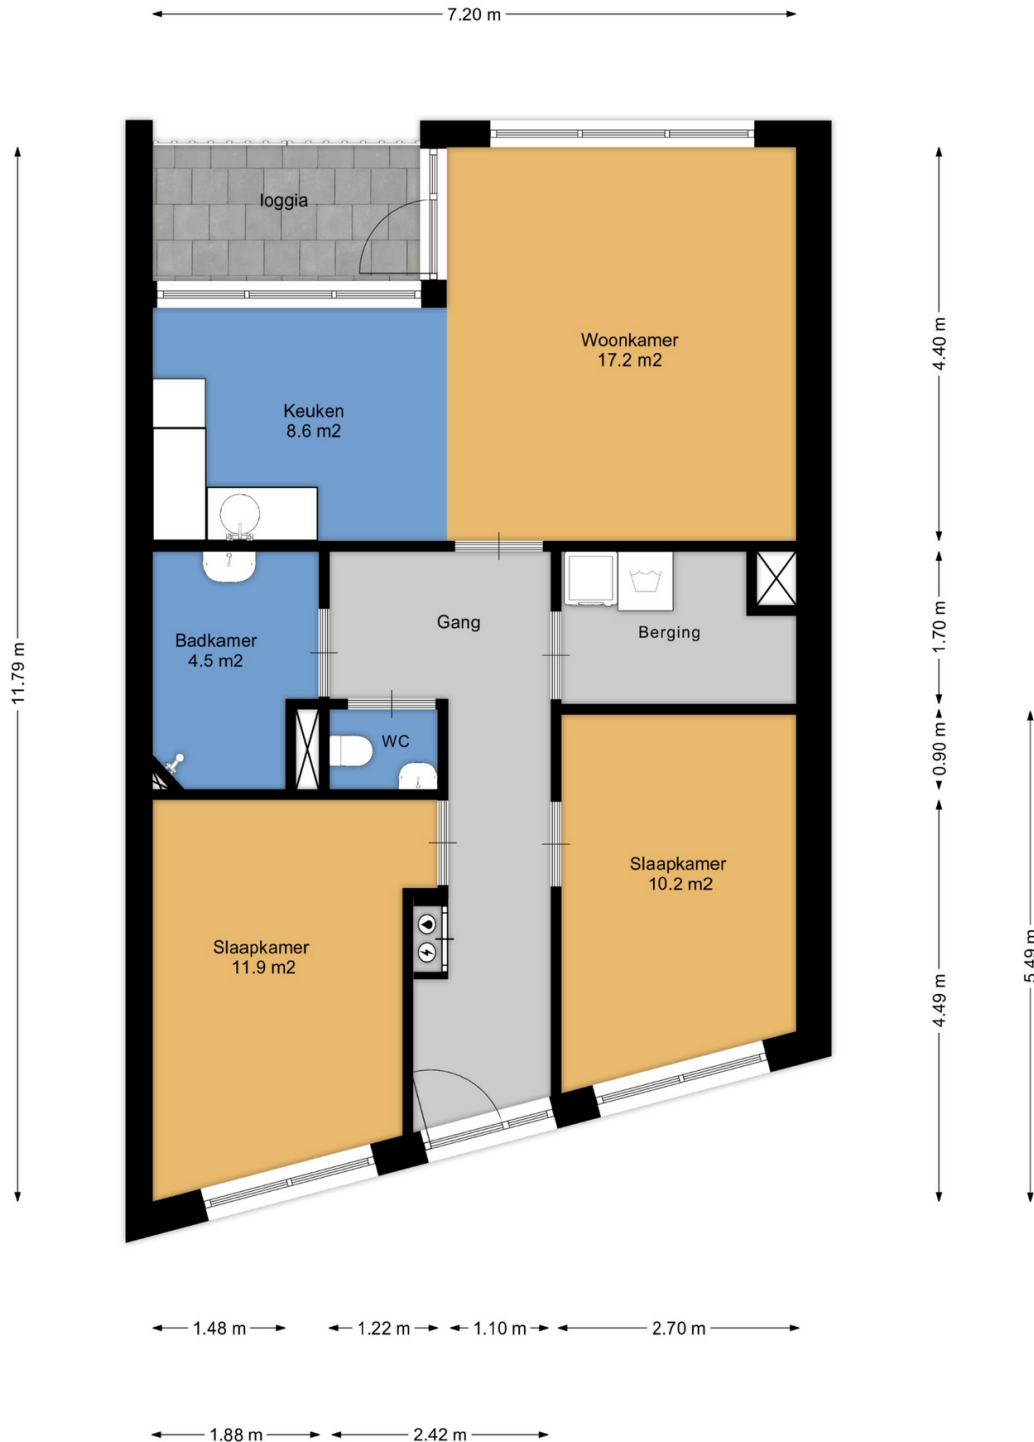 7.20 m
loggia
Woonkamer
17.2 m2
Keuken
8.6 m2
4.40 m
11.79 m
Gang
Berging
Badkamer
4.5 m2
1.70 m
WC
0.90 m
Slaapkamer
10.2 m2
Slaapkamer
11.9 m2
4.49 m
5.49 m
1.48 m
1.22 m
1.10 m
2.70 m
1.88 m
2.42 m